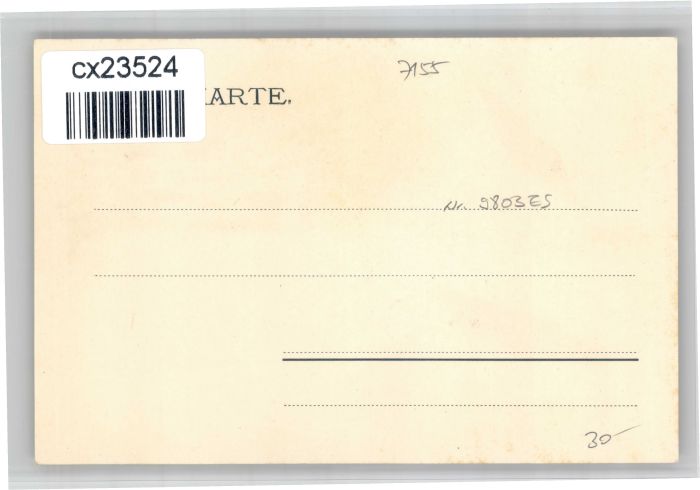 cx23524
KARTE.
7155
Nr. 9803ES
30-